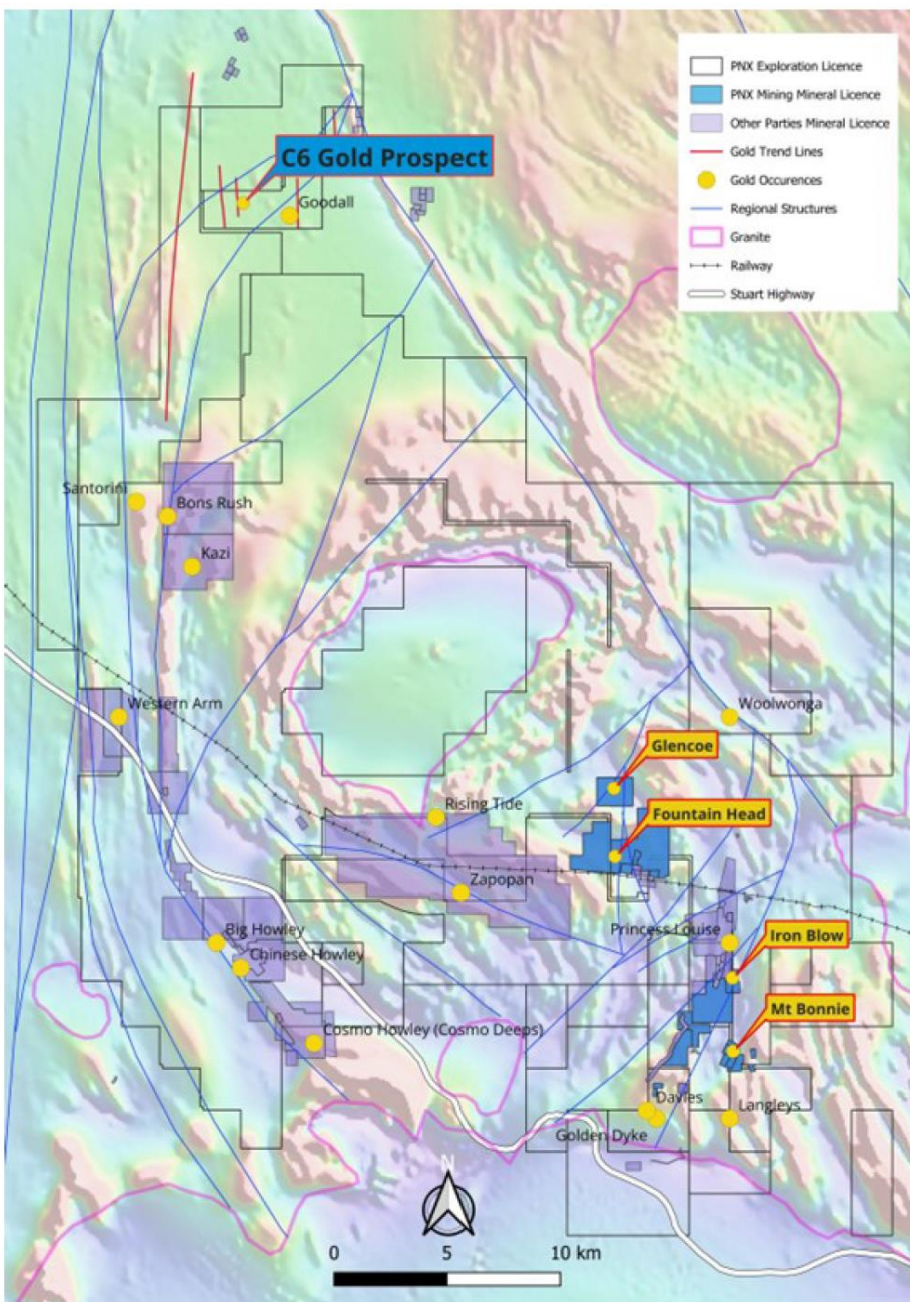 PNX Exploration Licence
PNX Mining Mineral Licence
Other Parties Mineral Licence
Gold Trend Lines
Gold Occurences
Regional Structures
Granite
Railway
Stuart Highway
C6 Gold Prospect
Goodall
Santorini
Bons Rush
Kazi
Western Arm
Woolwonga
Glencoe
Rising Tide
Fountain Head
Zapopan
Big Howley
Princess Louise
Iron Blow
Chinese Howley
Mt Bonnie
Cosmo Howley (Cosmo Deeps)
Davies
Langleys
Golden Dyke
N
0 5 10 km